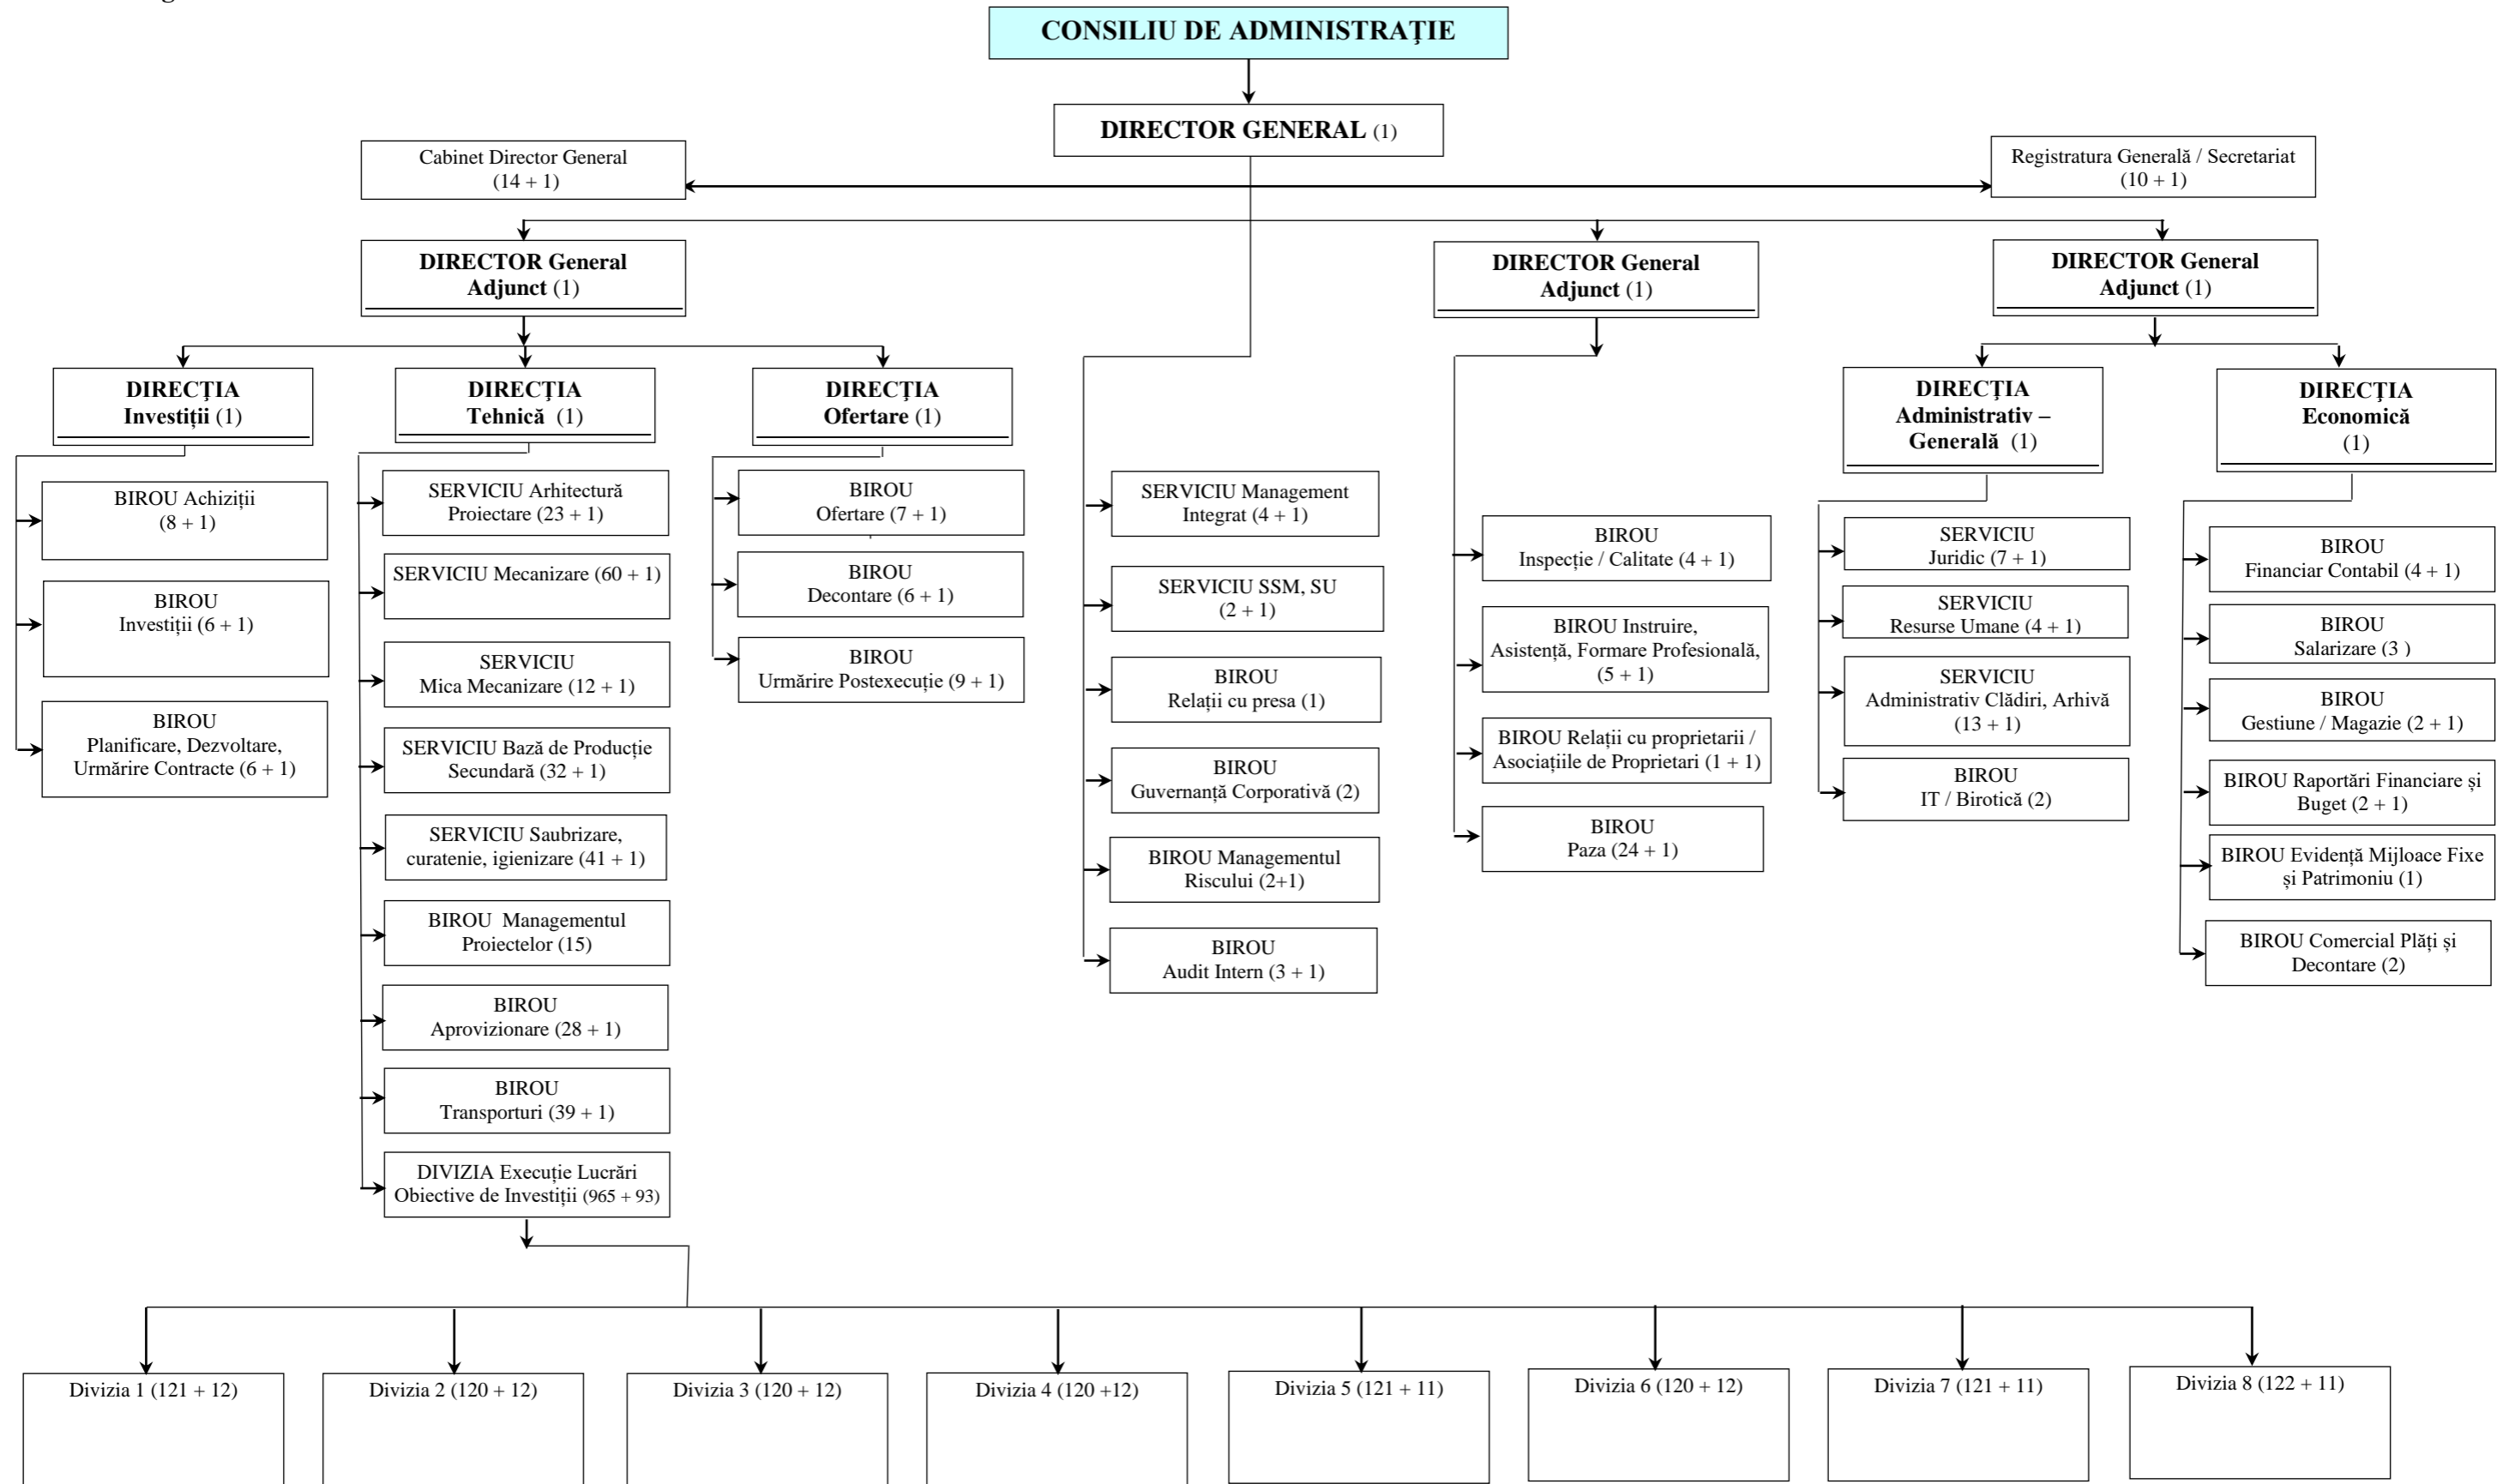 CONSILIU DE ADMINISTRAŢIE
DIRECTOR GENERAL (1)
Cabinet Director General
(14 + 1)
Registratura Generală / Secretariat
(10 + 1)
DIRECTOR General
Adjunct (1)
DIRECTOR General
Adjunct (1)
DIRECTOR General
Adjunct (1)
DIRECŢIA
Investiții (1)
BIROU Achiziții
(8 + 1)
BIROU
Investiții (6 + 1)
BIROU
Planificare, Dezvoltare,
Urmărire Contracte (6 + 1)
DIRECŢIA
Tehnică (1)
SERVICIU Arhitectură
Proiectare (23 + 1)
SERVICIU Mecanizare (60 + 1)
SERVICIU
Mica Mecanizare (12 + 1)
SERVICIU Bază de Producție
Secundară (32 + 1)
SERVICIU Saubrizare,
curatenie, igienizare (41 + 1)
BIROU Managementul
Proiectelor (15)
BIROU
Aprovizionare (28 + 1)
BIROU
Transporturi (39 + 1)
DIVIZIA Execuție Lucrări
Obiective de Investiții (965 + 93)
DIRECŢIA
Ofertare (1)
BIROU
Ofertare (7 + 1)
BIROU
Decontare (6 + 1)
BIROU
Urmărire Postexecuție (9 + 1)
SERVICIU Management
Integrat (4 + 1)
SERVICIU SSM, SU
(2 + 1)
BIROU
Relații cu presa (1)
BIROU
Guvernanță Corporativă (2)
BIROU Managementul
Riscului (2+1)
BIROU
Audit Intern (3 + 1)
BIROU
Inspecție / Calitate (4 + 1)
BIROU Instruire,
Asistență, Formare Profesională,
(5 + 1)
BIROU Relații cu proprietarii /
Asociațiile de Proprietari (1 + 1)
BIROU
Paza (24 + 1)
DIRECŢIA
Administrativ –
Generală (1)
SERVICIU
Juridic (7 + 1)
SERVICIU
Resurse Umane (4 + 1)
SERVICIU
Administrativ Clădiri, Arhivă
(13 + 1)
BIROU
IT / Birotică (2)
DIRECŢIA
Economică
(1)
BIROU
Financiar Contabil (4 + 1)
BIROU
Salarizare (3 )
BIROU
Gestiune / Magazie (2 + 1)
BIROU Raportări Financiare și
Buget (2 + 1)
BIROU Evidență Mijloace Fixe
și Patrimoniu (1)
BIROU Comercial Plăți și
Decontare (2)
Divizia 1 (121 + 12)
Divizia 2 (120 + 12)
Divizia 3 (120 + 12)
Divizia 4 (120 +12)
Divizia 5 (121 + 11)
Divizia 6 (120 + 12)
Divizia 7 (121 + 11)
Divizia 8 (122 + 11)